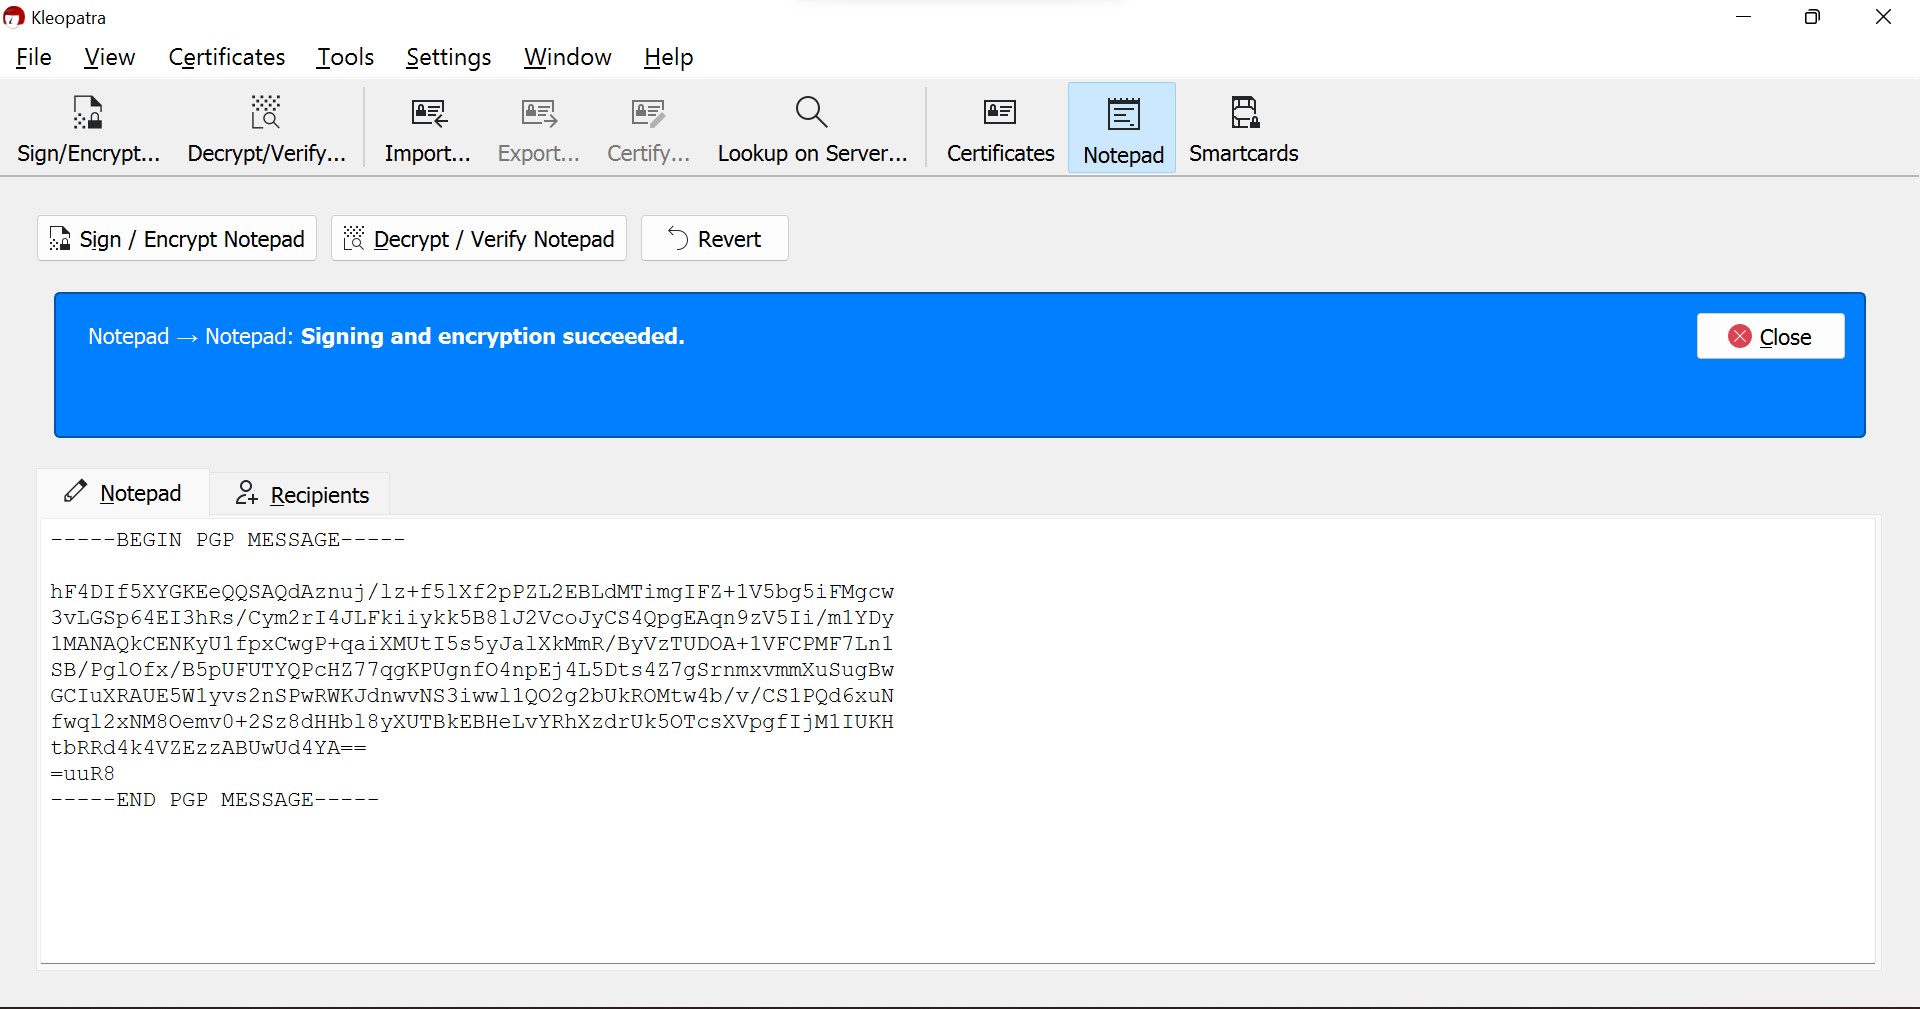 Kleopatra
File View Certificates Tools Settings Window Help
Sign/Encrypt... Decrypt/Verify... Import... Export... Certify... Lookup on Server... Certificates Notepad Smartcards
Sign / Encrypt Notepad Decrypt / Verify Notepad Revert
Notepad → Notepad: Signing and encryption succeeded. Close
Notepad Recipients
-----BEGIN PGP MESSAGE-----
hF4DIf5XYGKEeQQSAQdAznuj/lz+f5lXf2pPZL2EBLdMTimgIFZ+1V5bg5iFMgcw
3vLGSp64EI3hRs/Cym2rI4JLFkiiykk5B81J2VcoJyCS4QpgEAqn9zV5Ii/m1YDy
1MANAQkCENKyU1fpxCwgP+qaiXMUtI5s5yJalXkMmR/ByVzTUDOA+1VFCPMF7Ln1
SB/PglOfx/B5pUFUTYQPcHZ77qgKPUgnfO4npEj4L5Dts4Z7gSrnmxvmmXuSugBw
GCIuXRAUE5W1yvs2nSPwRWKJdnwvNS3iwwl1QO2g2bUkROMtw4b/v/CS1PQd6xuN
fwql2xNM8Oemv0+2Sz8dHHbl8yXUTBkEBHeLvYRhXzdrUk5OTcsXVpgfIjM1IUKH
tbRRd4k4VZEzzABUwUd4YA==
=uuR8
-----END PGP MESSAGE-----